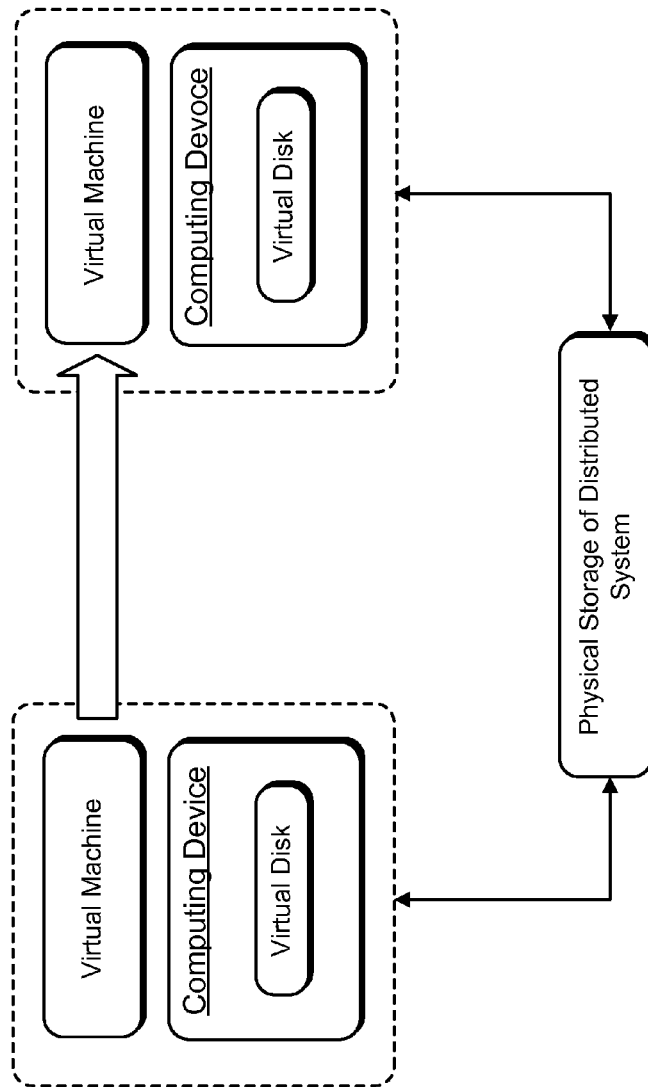 Virtual Machine
Computing Device
Virtual Disk
Virtual Machine
Computing Devoce
Virtual Disk
Physical Storage of Distributed
System